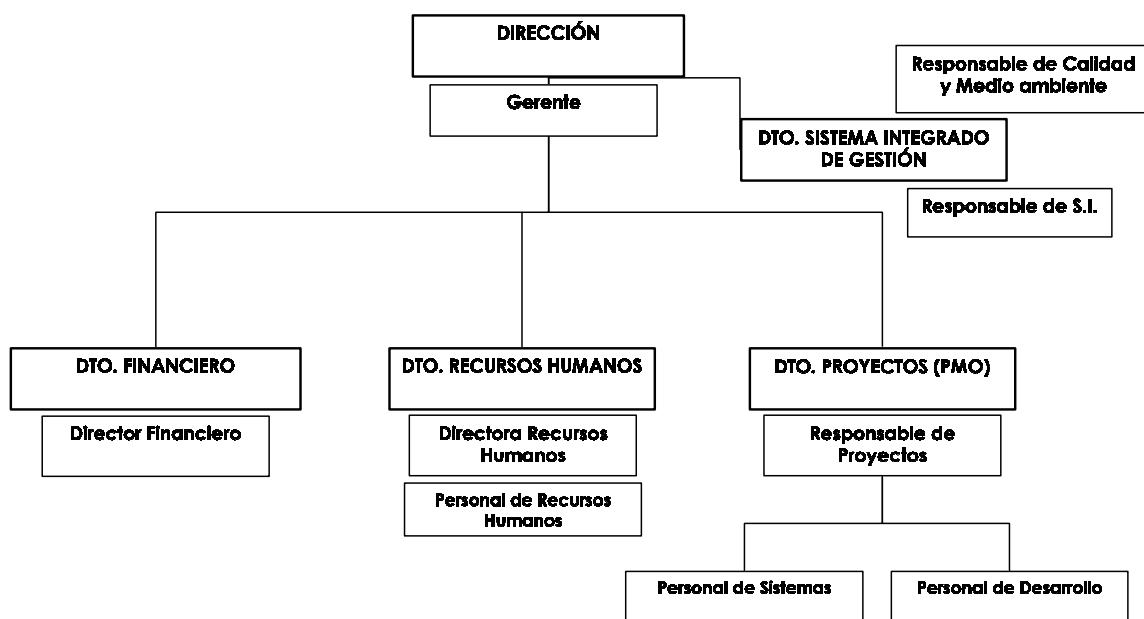 DIRECCIÓN
Gerente
Responsable de Calidad
y Medio ambiente
DTO. SISTEMA INTEGRADO
DE GESTIÓN
Responsable de S.I.
DTO. FINANCIERO
Director Financiero
DTO. RECURSOS HUMANOS
Directora Recursos
Humanos
Personal de Recursos
Humanos
DTO. PROYECTOS (PMO)
Responsable de
Proyectos
Personal de Sistemas
Personal de Desarrollo